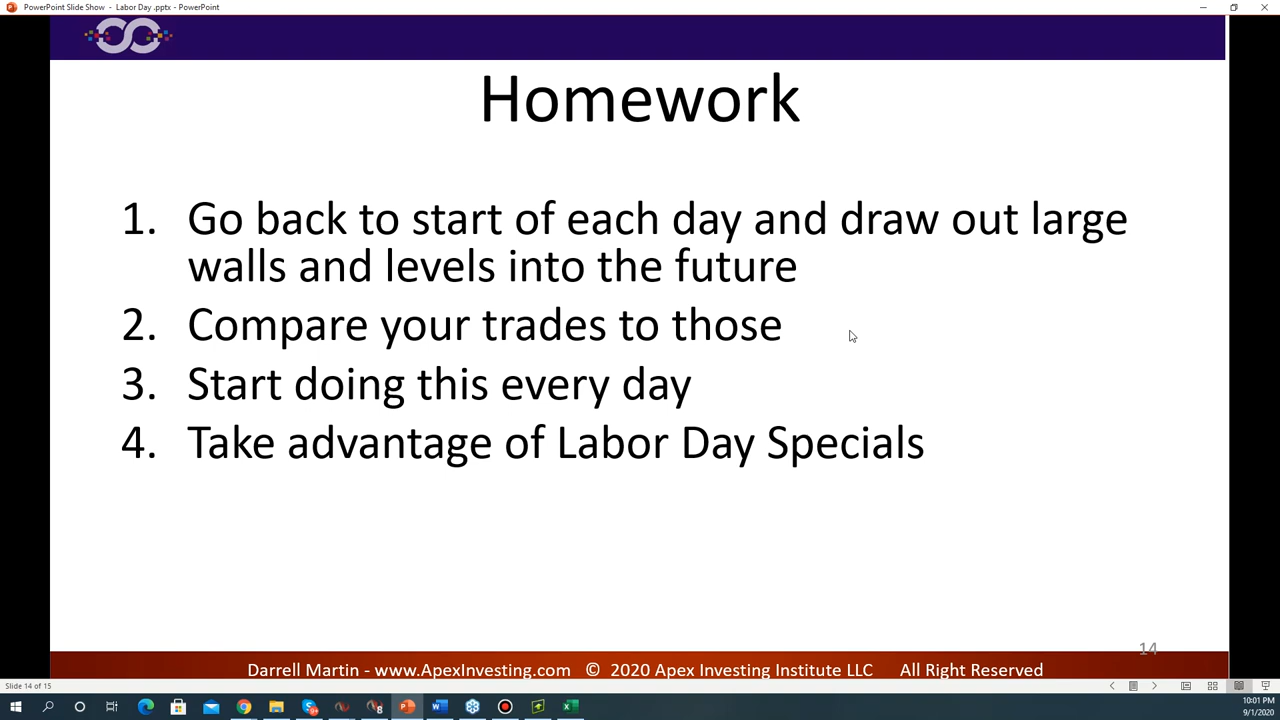 PowerPoint Slide Show - Labor Day .pptx - PowerPoint
Homework
1. Go back to start of each day and draw out large
walls and levels into the future
2. Compare your trades to those
3. Start doing this every day
4. Take advantage of Labor Day Specials
14
Darrell Martin - www.ApexInvesting.com © 2020 Apex Investing Institute LLC All Right Reserved
Slide 14 of 15
10:01 PM
9/1/2020